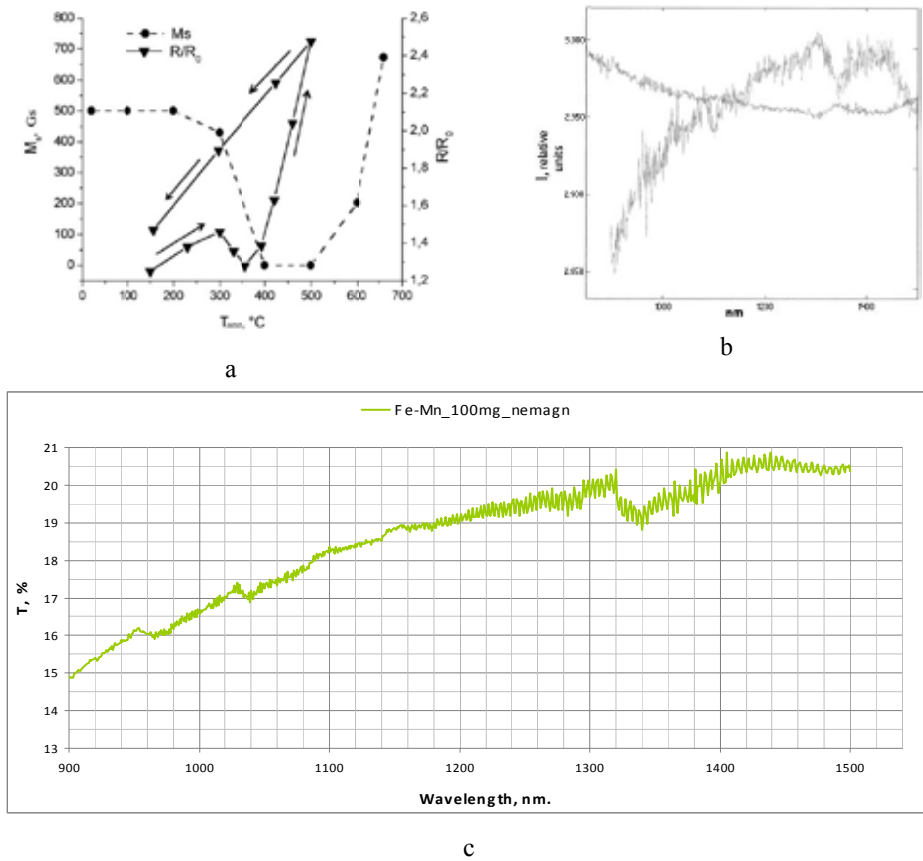 Ms
R/R₀
800
700
600
500
400
300
200
100
0
Mₛ, Gs
2,6
2,4
2,2
2,0
1,8
1,6
1,4
1,2
R/R₀
0 100 200 300 400 500 600 700
a
I, relative
units
2,950
1000
nm
b
Fe-Mn_100mg_nemagn
21
20
19
18
17
16
15
14
13
T, %
900 1000 1100 1200 1300 1400 1500
Wavelength, nm.
c